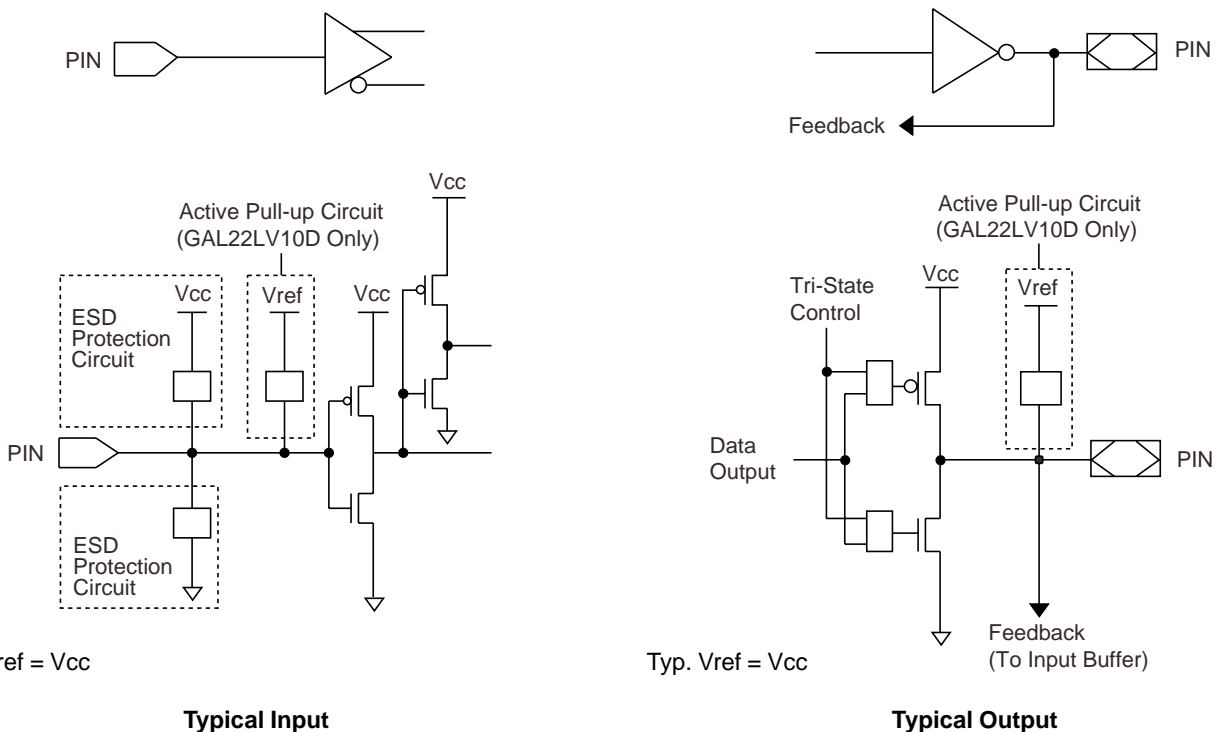 PIN
PIN
Feedback
Vcc
Active Pull-up Circuit
(GAL22LV10D Only)
Vcc
Vref
Vcc
ESD
Protection
Circuit
PIN
ESD
Protection
Circuit
ref = Vcc
Typical Input
Active Pull-up Circuit
(GAL22LV10D Only)
Tri-State
Control
Vcc
Vref
Data
Output
PIN
Feedback
(To Input Buffer)
Typ. Vref = Vcc
Typical Output